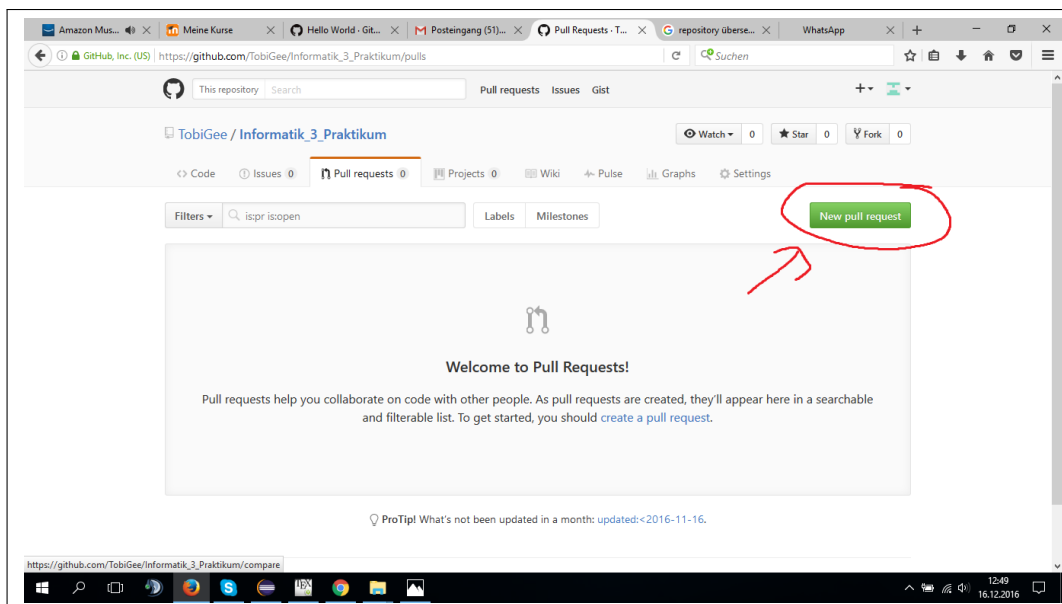 Amazon Mus... Meine Kurse Hello World · Git... Posteingang (51)... Pull Requests · T... repository überse... WhatsApp
GitHub, Inc. (US) https://github.com/TobiGee/Informatik_3_Praktikum/pulls Suchen
This repository Search Pull requests Issues Gist
TobiGee / Informatik_3_Praktikum Watch 0 Star 0 Fork 0
Code Issues 0 Pull requests 0 Projects 0 Wiki Pulse Graphs Settings
Filters is:pr is:open Labels Milestones New pull request
Welcome to Pull Requests!
Pull requests help you collaborate on code with other people. As pull requests are created, they'll appear here in a searchable
and filterable list. To get started, you should create a pull request.
ProTip! What's not been updated in a month: updated:<2016-11-16.
https://github.com/TobiGee/Informatik_3_Praktikum/compare
12:49
16.12.2016